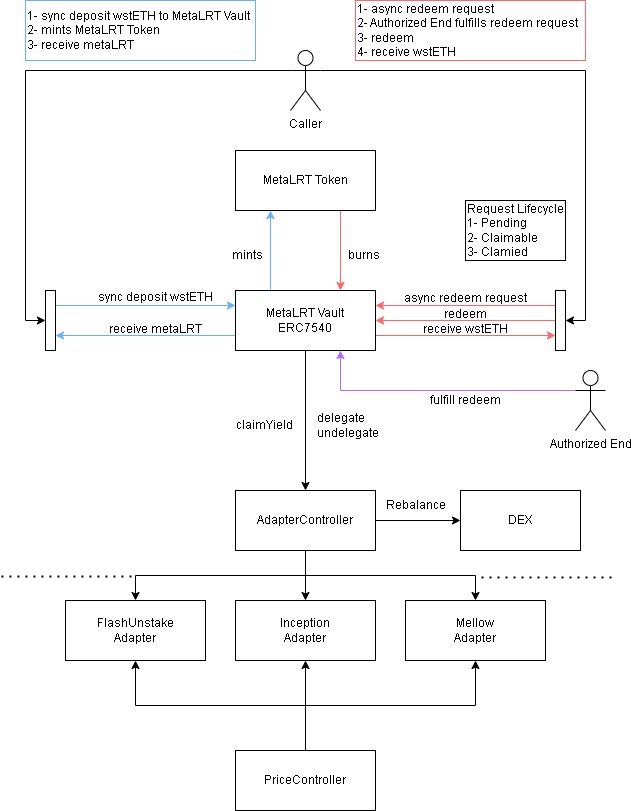 1- sync deposit wstETH to MetaLRT Vault
2- mints MetaLRT Token
3- receive metaLRT
1- async redeem request
2- Authorized End fulfills redeem request
3- redeem
4- receive wstETH
Caller
MetaLRT Token
Request Lifecycle
1- Pending
2- Claimable
3- Clamied
mints
burns
sync deposit wstETH
receive metaLRT
MetaLRT Vault
ERC7540
async redeem request
redeem
receive wstETH
fulfill redeem
Authorized End
claimYield
delegate
undelegate
AdapterController
Rebalance
DEX
FlashUnstake
Adapter
Inception
Adapter
Mellow
Adapter
PriceController